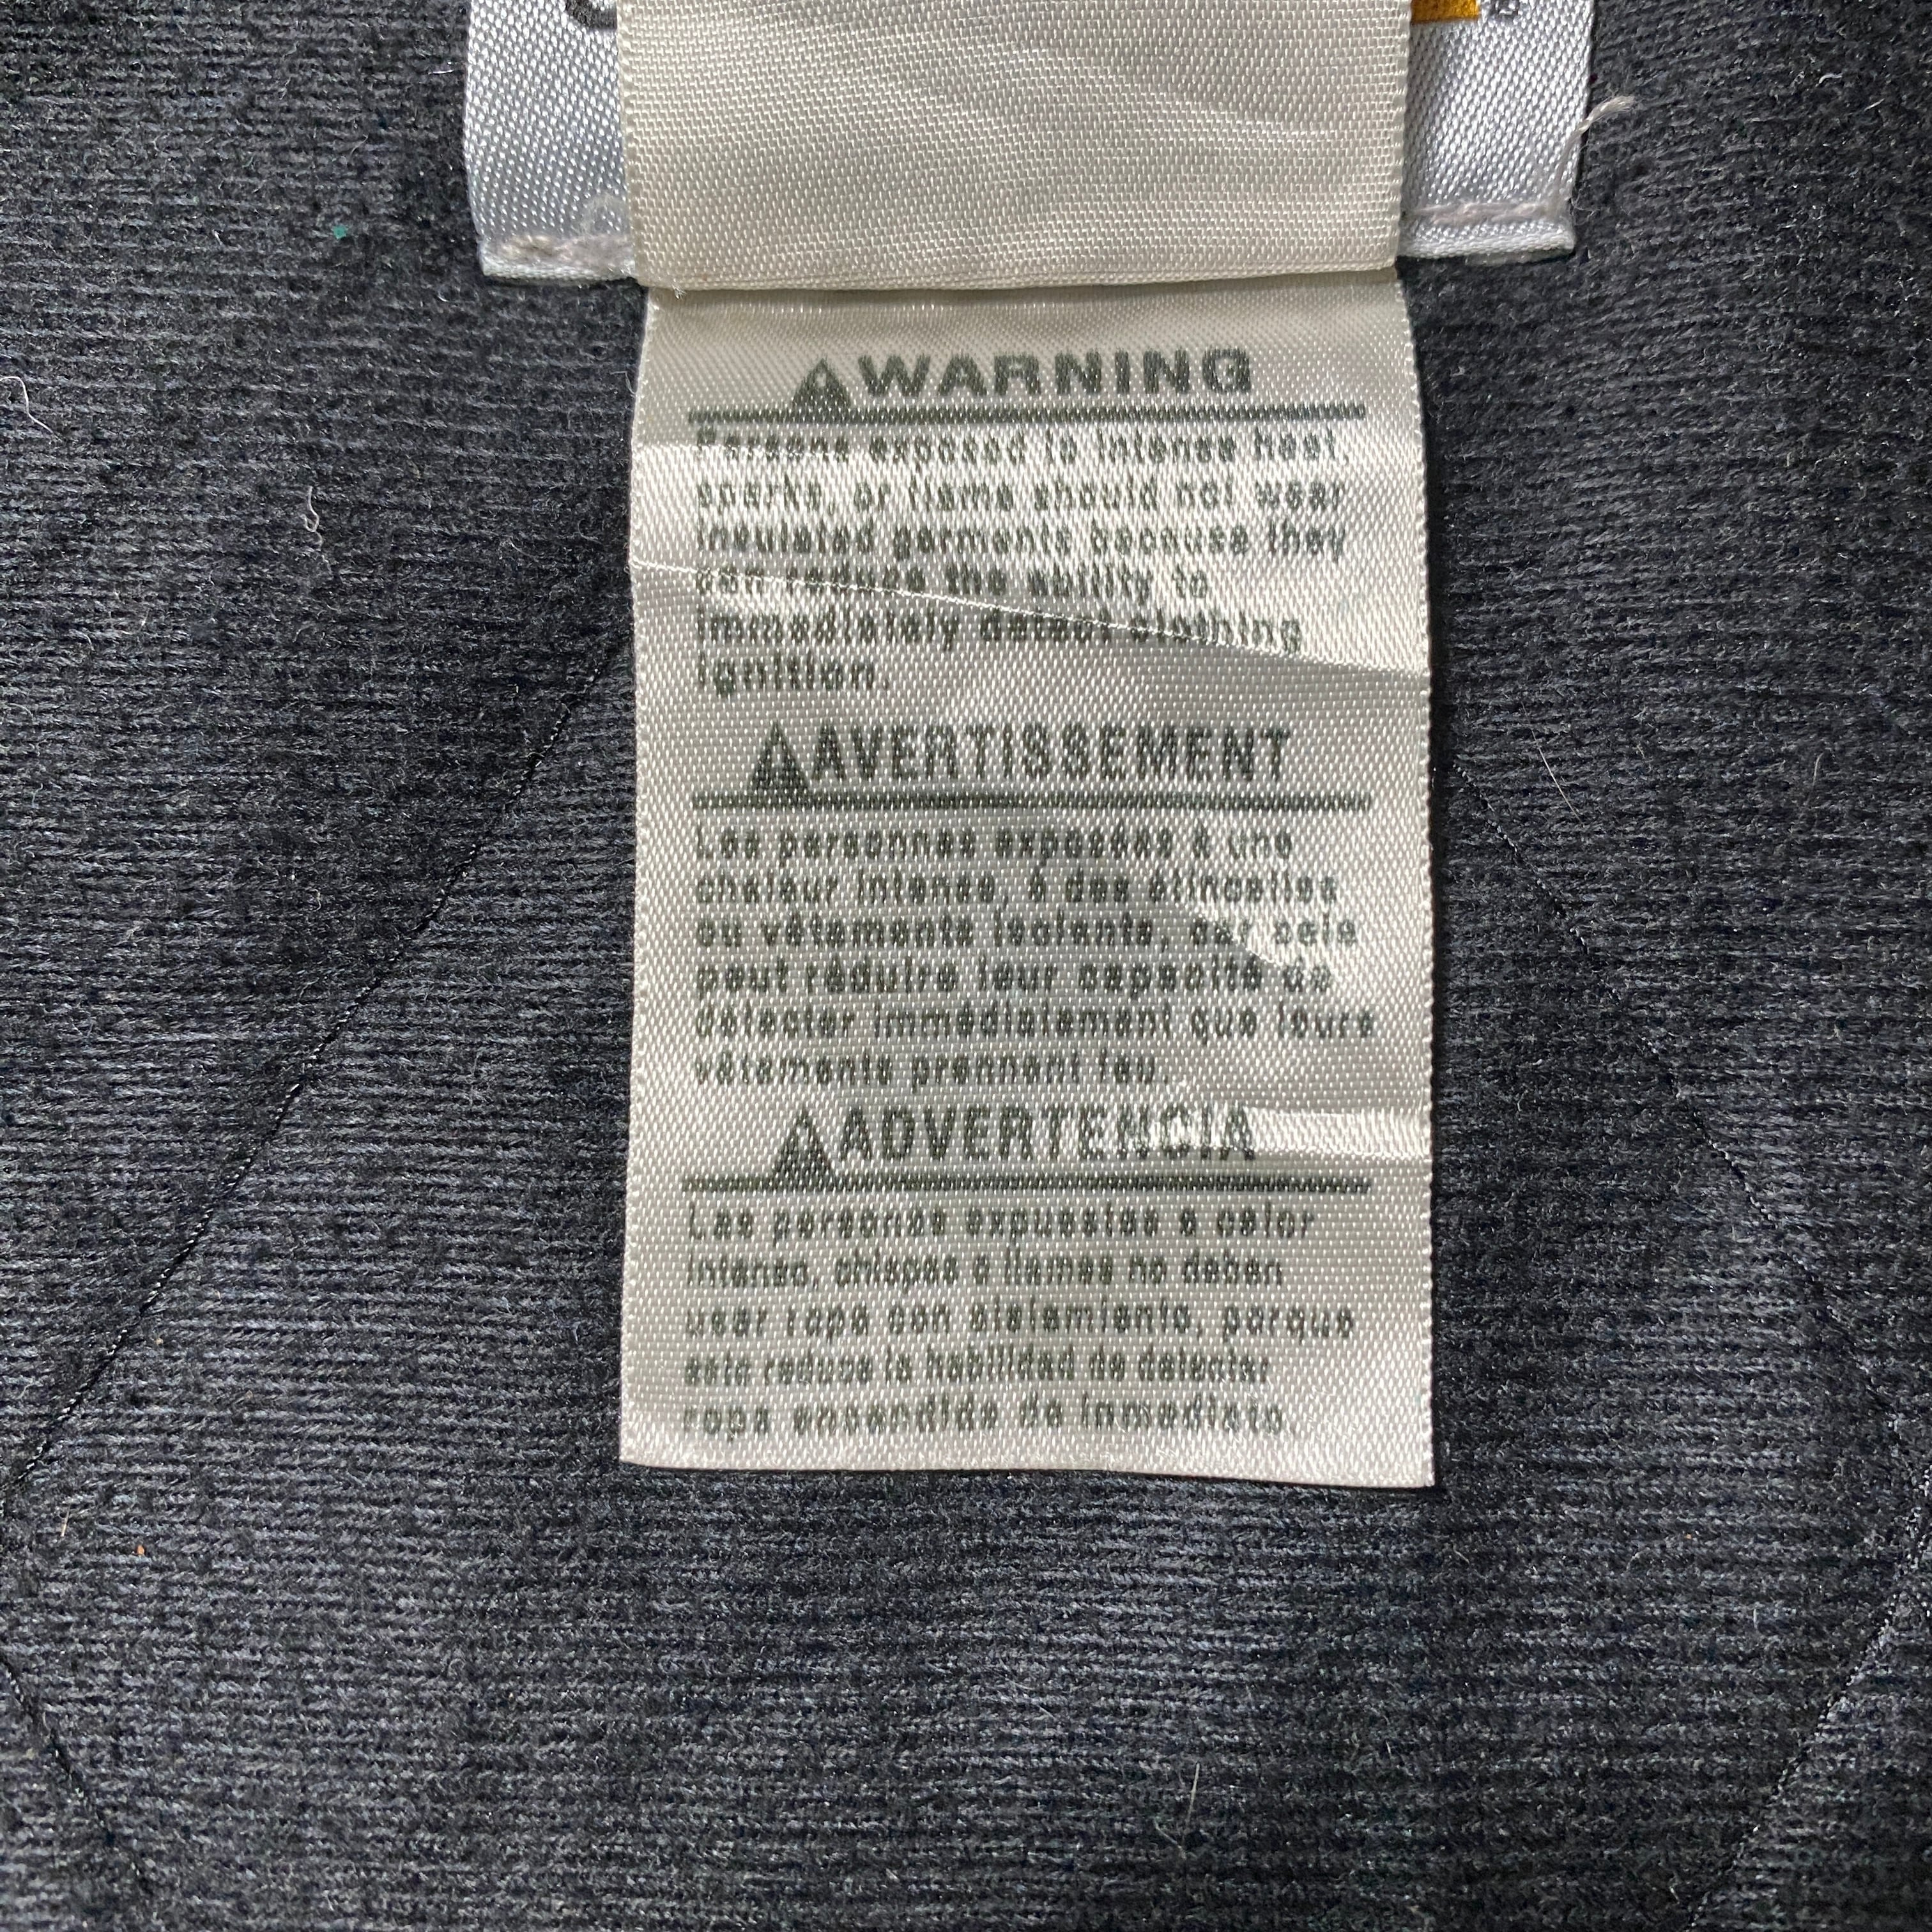 WARNING
Persons exposed to intense heat,
sparks, or flame should not wear
insulated garments because they
can reduce the ability to
immediately detect clothing
ignition.
AVERTISSEMENT
Les personnes exposées à une
chaleur intense, à des étincelles
ou vêtements isolants, car cela
peut réduire leur capacité de
détecter immédiatement que leurs
vêtements prennent feu
ADVERTENCIA
Las personas expuestas a calor
intenso, chispas o llamas no deben
usar ropa con aislamiento, porque
este reduce la habilidad de detectar
ropa encendida de inmediato.